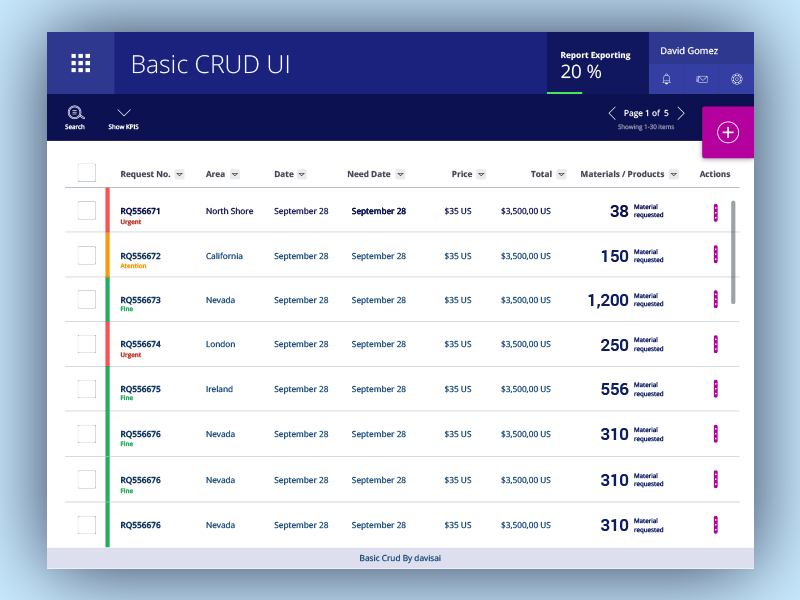 Basic CRUD UI
Report Exporting
20 %
David Gomez
Search
Show KPIS
Page 1 of 5
Showing 1-30 items
Request No. Area Date Need Date Price Total Materials / Products Actions
RQ556671 North Shore September 28 September 28 $35 US $3,500,00 US 38 Material requested
Urgent
RQ556672 California September 28 September 28 $35 US $3,500,00 US 150 Material requested
Atention
RQ556673 Nevada September 28 September 28 $35 US $3,500,00 US 1,200 Material requested
Fine
RQ556674 London September 28 September 28 $35 US $3,500,00 US 250 Material requested
Urgent
RQ556675 Ireland September 28 September 28 $35 US $3,500,00 US 556 Material requested
Fine
RQ556676 Nevada September 28 September 28 $35 US $3,500,00 US 310 Material requested
Fine
RQ556676 Nevada September 28 September 28 $35 US $3,500,00 US 310 Material requested
Fine
RQ556676 Nevada September 28 September 28 $35 US $3,500,00 US 310 Material requested
Basic Crud By davisai